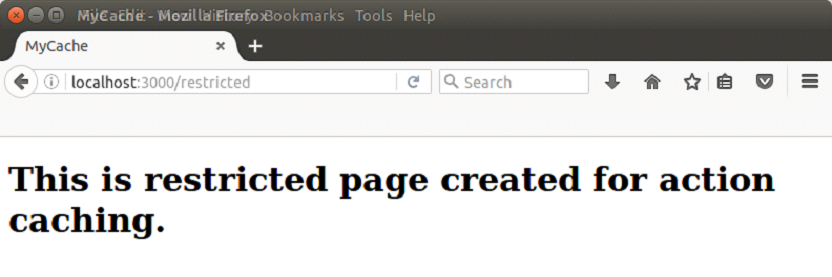 MyCache - Mozilla Firefox
Bookmarks Tools Help
MyCache
localhost:3000/restricted
Search
This is restricted page created for action
caching.